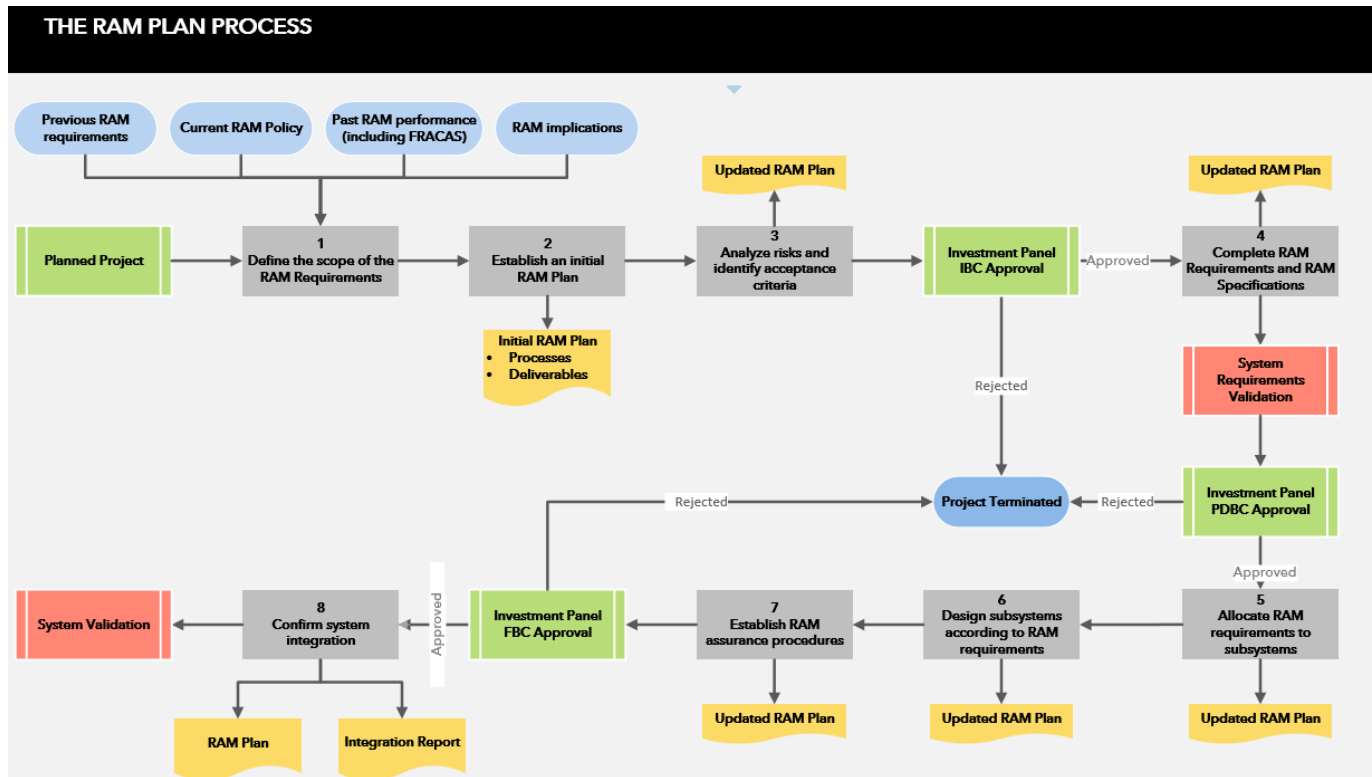 THE RAM PLAN PROCESS
Previous RAM
requirements
Current RAM Policy
Past RAM performance
(including FRACAS)
RAM implications
Updated RAM Plan
Updated RAM Plan
Planned Project
1
Define the scope of the
RAM Requirements
2
Establish an initial
RAM Plan
3
Analyze risks and
identify acceptance
criteria
Investment Panel
IBC Approval
Approved
4
Complete RAM
Requirements and RAM
Specifications
Initial RAM Plan
• Processes
• Deliverables
Rejected
System
Requirements
Validation
Rejected
Project Terminated
Rejected
Investment Panel
PDBC Approval
Approved
System Validation
8
Confirm system
integration
Approved
Investment Panel
FBC Approval
7
Establish RAM
assurance procedures
6
Design subsystems
according to RAM
requirements
5
Allocate RAM
requirements to
subsystems
RAM Plan
Integration Report
Updated RAM Plan
Updated RAM Plan
Updated RAM Plan